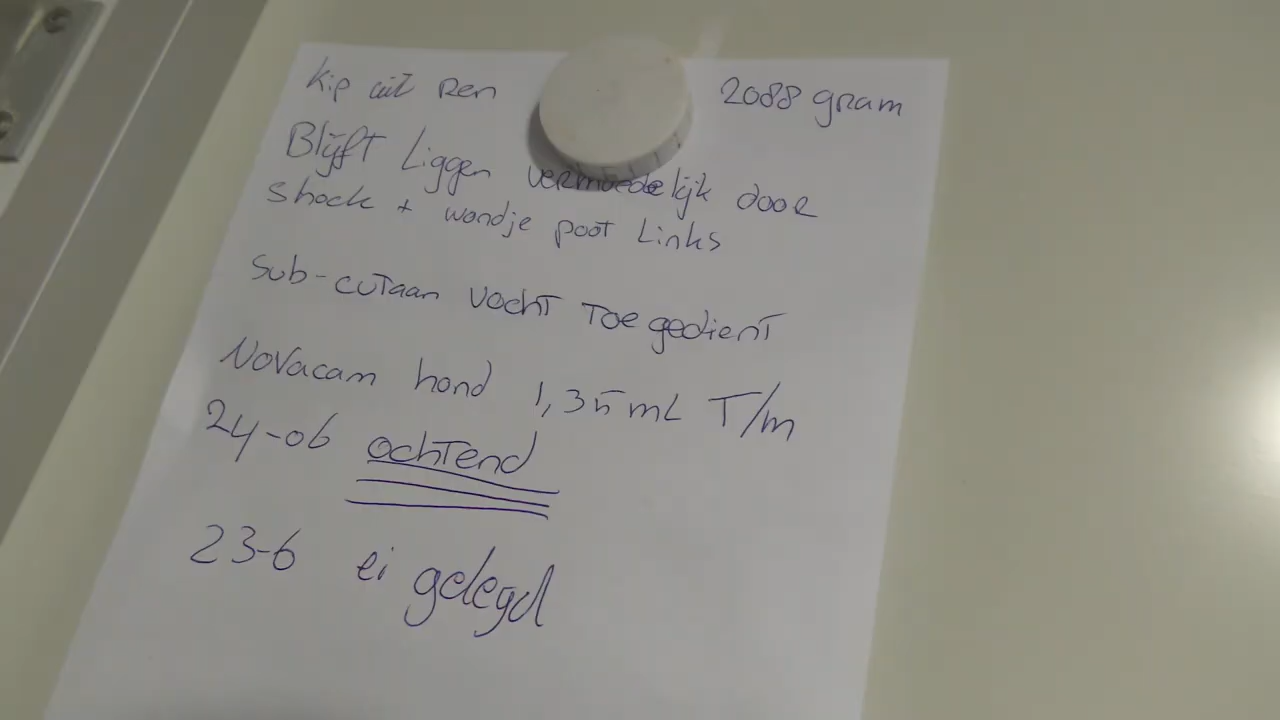 Kip uit Ren 2088 gram
Blijft Liggen vermoedelijk door
shock + wondje poot Links
Sub-cutaan vocht toegedient
Novacam hond 1,35 mL T/m
24-06 ochtend
23-6 ei gelegd